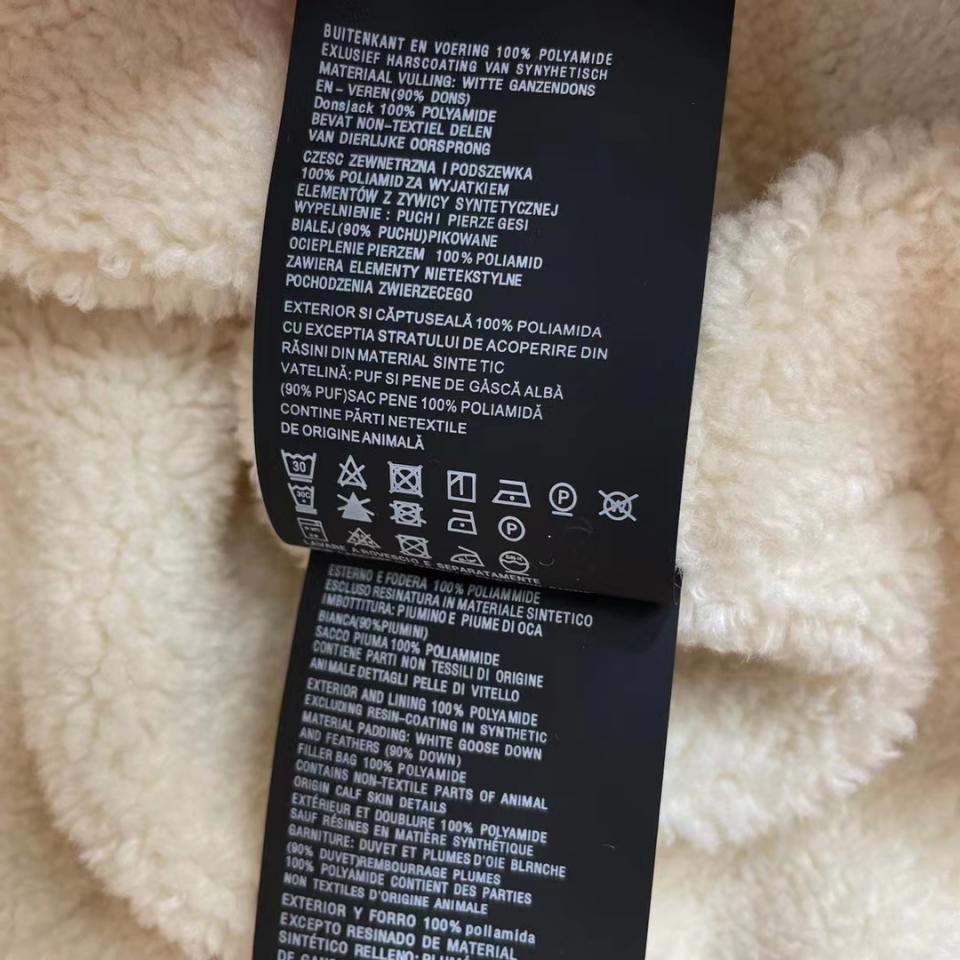 BUITENKANT EN VOERING 100% POLYAMIDE
EXLUSIEF HARSCOATING VAN SYNYHETISCH
MATERIAAL VULLING: WITTE GANZENDONS
EN - VEREN(90% DONS)
Donsjack 100% POLYAMIDE
BEVAT NON-TEXTIEL DELEN
VAN DIERLIJKE OORSPRONG
CZESC ZEWNETRZNA I PODSZEWKA
100% POLIAMID ZA WYJATKIEM
ELEMENTÓW Z ZYWICY SYNTETYCZNEJ
WYPELNIENIE : PUCH I PIERZE GESI
BIALEJ (90% PUCHU)PIKOWANE
OCIEPLENIE PIERZEM 100% POLIAMID
ZAWIERA ELEMENTY NIETEKSTYLNE
POCHODZENIA ZWIERZECEGO
EXTERIOR SI CĂPTUSEALĂ 100% POLIAMIDA
CU EXCEPTIA STRATULUI DE ACOPERIRE DIN
RĂSINI DIN MATERIAL SINTE TIC
VATELINĂ: PUF SI PENE DE GÂSCĂ ALBĂ
(90% PUF)SAC PENE 100% POLIAMIDĂ
CONTINE PĂRTI NETEXTILE
DE ORIGINE ANIMALĂ
30 P W
30C P
LAVARE A ROVESCIO E SEPARATAMENTE
ESTERNO E FODERA 100% POLIAMMIDE
ESCLUSO RESINATURA IN MATERIALE SINTETICO
IMBOTTITURA: PIUMINO E PIUME DI OCA
BIANCA(90%PIUMINI)
SACCO PIUMA 100% POLIAMMIDE
CONTIENE PARTI NON TESSILI DI ORIGINE
ANIMALE DETTAGLI PELLE DI VITELLO
EXTERIOR AND LINING 100% POLYAMIDE
EXCLUDING RESIN-COATING IN SYNTHETIC
MATERIAL PADDING: WHITE GOOSE DOWN
AND FEATHERS (90% DOWN)
FILLER BAG 100% POLYAMIDE
CONTAINS NON-TEXTILE PARTS OF ANIMAL
ORIGIN CALF SKIN DETAILS
EXTÉRIEUR ET DOUBLURE 100% POLYAMIDE
SAUF RÉSINES EN MATIÈRE SYNTHÉTIQUE
GARNITURE: DUVET ET PLUMES D'OIE BLRNCHE
(90% DUVET)REMBOURRAGE PLUMES
100% POLYAMIDE CONTIENT DES PARTIES
NON TEXTILES D'ORIGINE ANIMALE
EXTERIOR Y FORRO 100% poliamida
EXCEPTO RESINADO DE MATERIAL
SINTÉTICO RELLENO: PLUMÓ